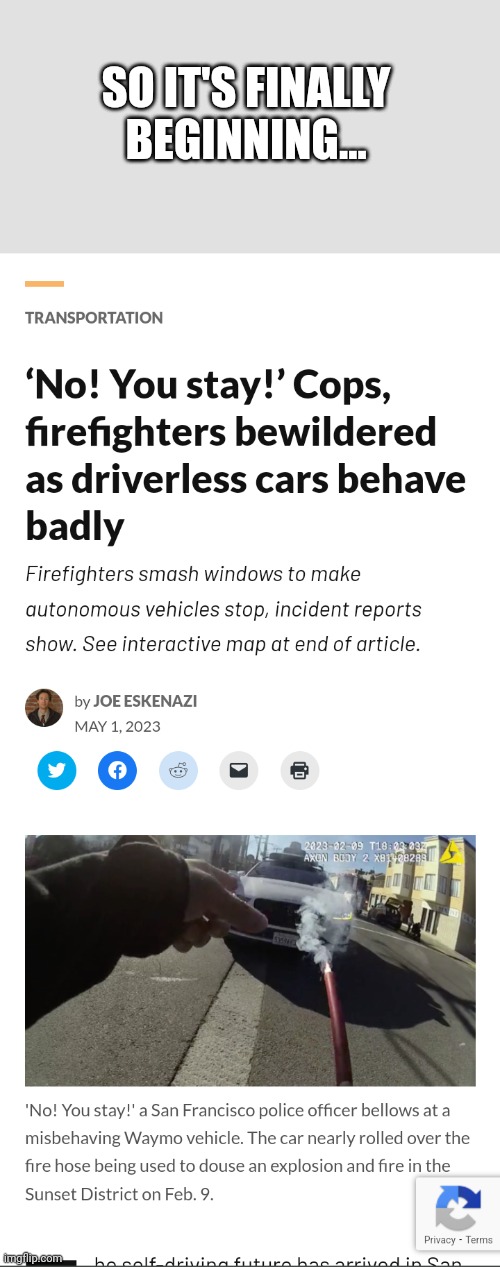 SO IT'S FINALLY
BEGINNING...
TRANSPORTATION
‘No! You stay!’ Cops,
firefighters bewildered
as driverless cars behave
badly
Firefighters smash windows to make
autonomous vehicles stop, incident reports
show. See interactive map at end of article.
by JOE ESKENAZI
MAY 1, 2023
2023-02-09 T18:03:03Z
AXON BODY 2
'No! You stay!' a San Francisco police officer bellows at a
misbehaving Waymo vehicle. The car nearly rolled over the
fire hose being used to douse an explosion and fire in the
Sunset District on Feb. 9.
Privacy - Terms
he self-driving future has arrived in San
imgflip.com